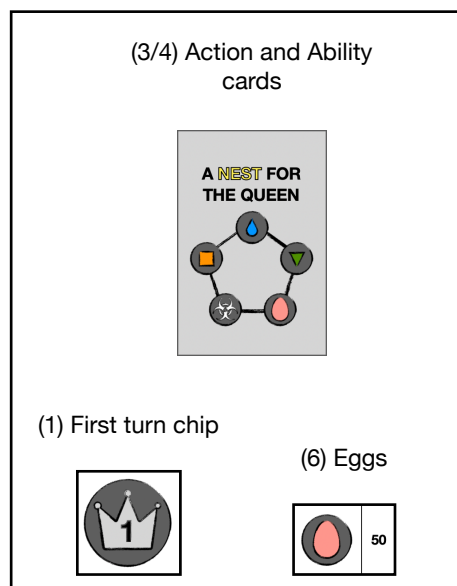 (3/4) Action and Ability
cards
A NEST FOR
THE QUEEN
(1) First turn chip
1
(6) Eggs
50